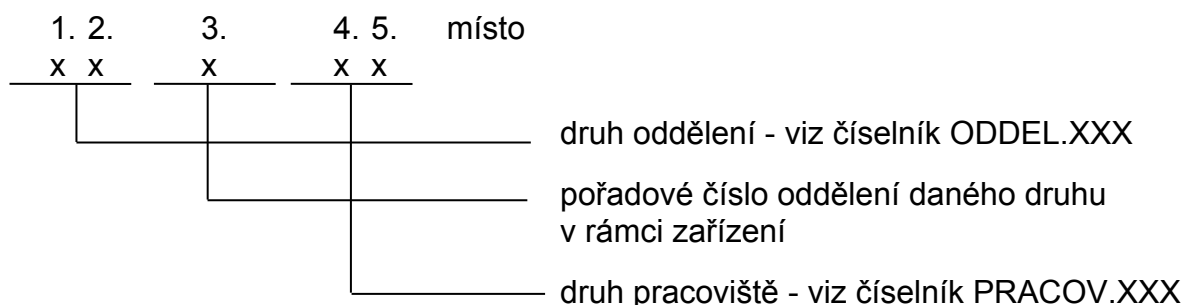 1. 2. 3. 4. 5. místo
x x x x x
druh oddělení - viz číselník ODDEL.XXX
pořadové číslo oddělení daného druhu
v rámci zařízení
druh pracoviště - viz číselník PRACOV.XXX